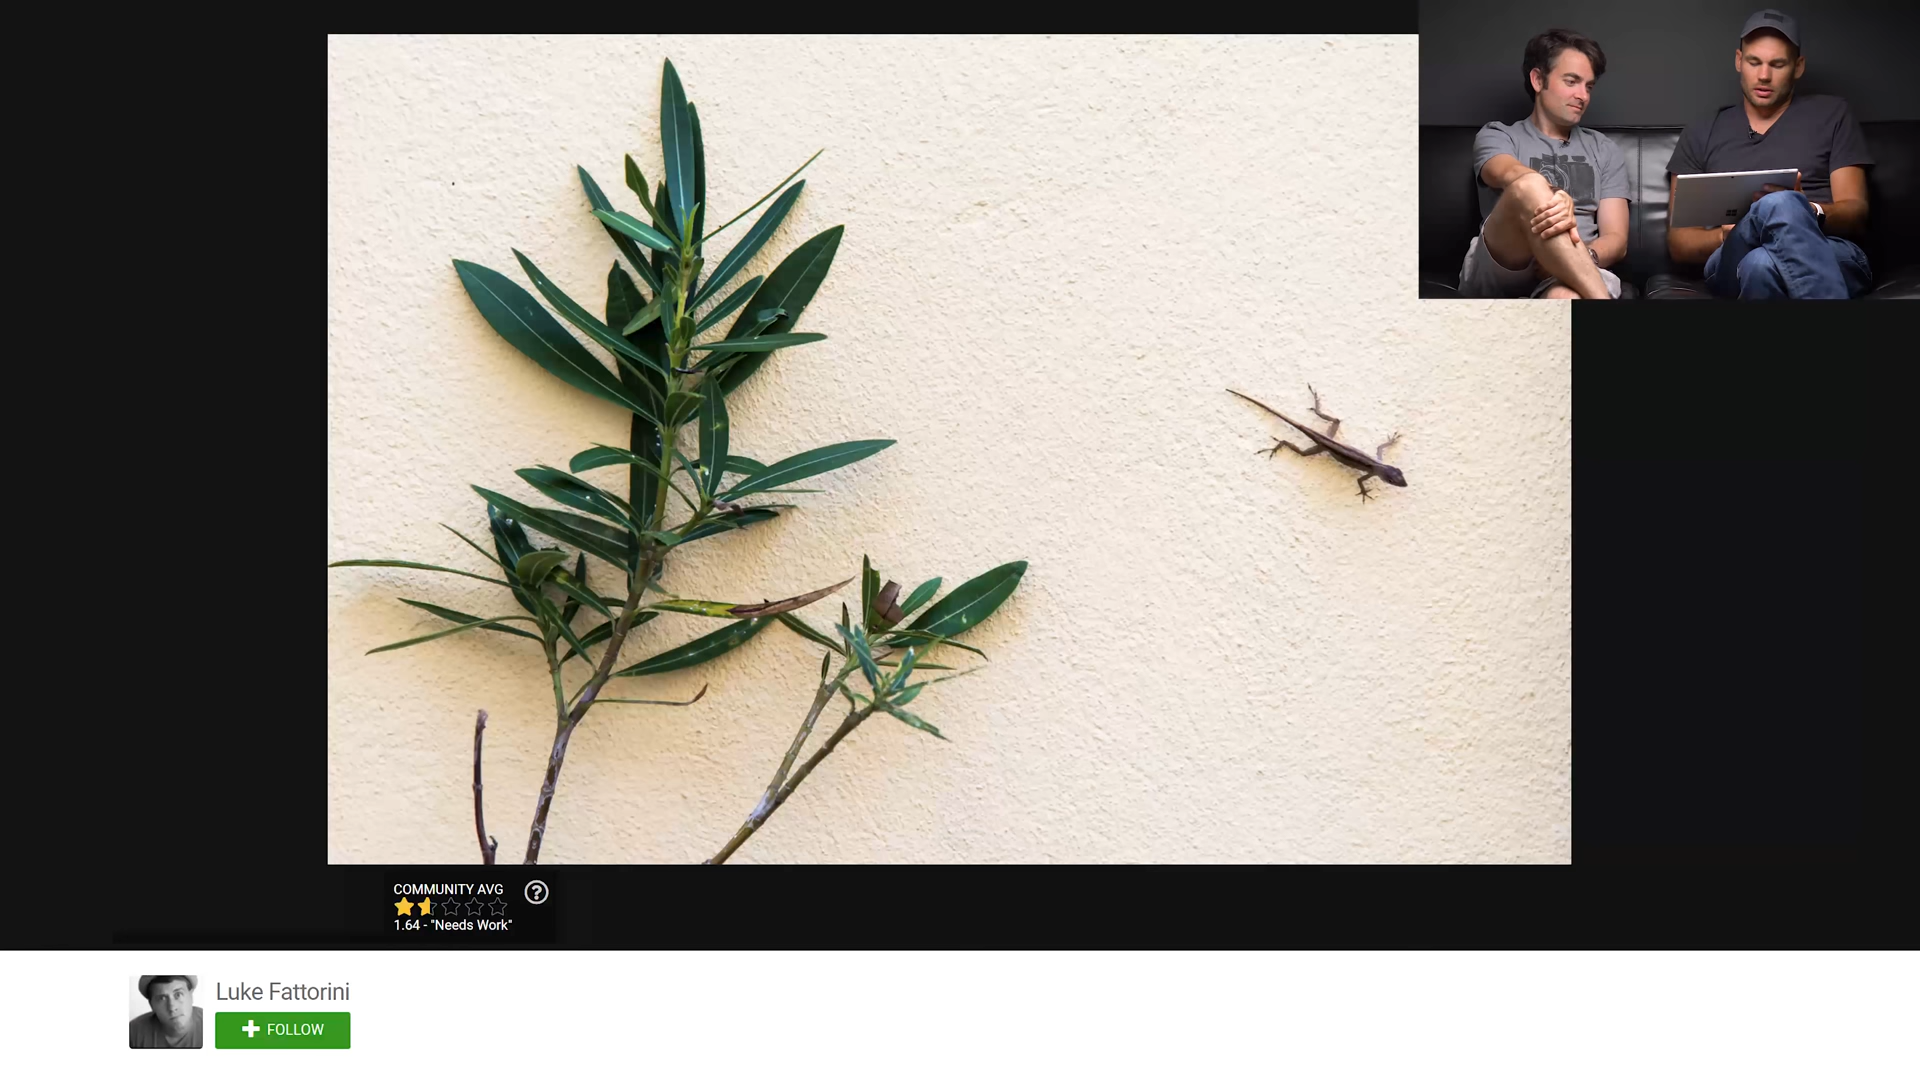 COMMUNITY AVG
1.64 - "Needs Work"
?
Luke Fattorini
FOLLOW